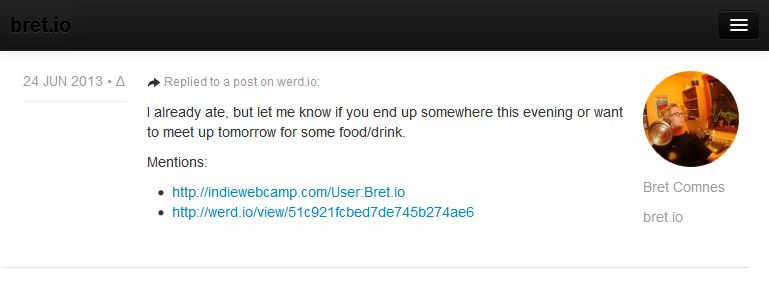 bret.io
24 JUN 2013 • Δ
Replied to a post on werd.io:
I already ate, but let me know if you end up somewhere this evening or want
to meet up tomorrow for some food/drink.
Mentions:
• http://indiewebcamp.com/User:Bret.io
• http://werd.io/view/51c921fcbed7de745b274ae6
Bret Comnes
bret.io